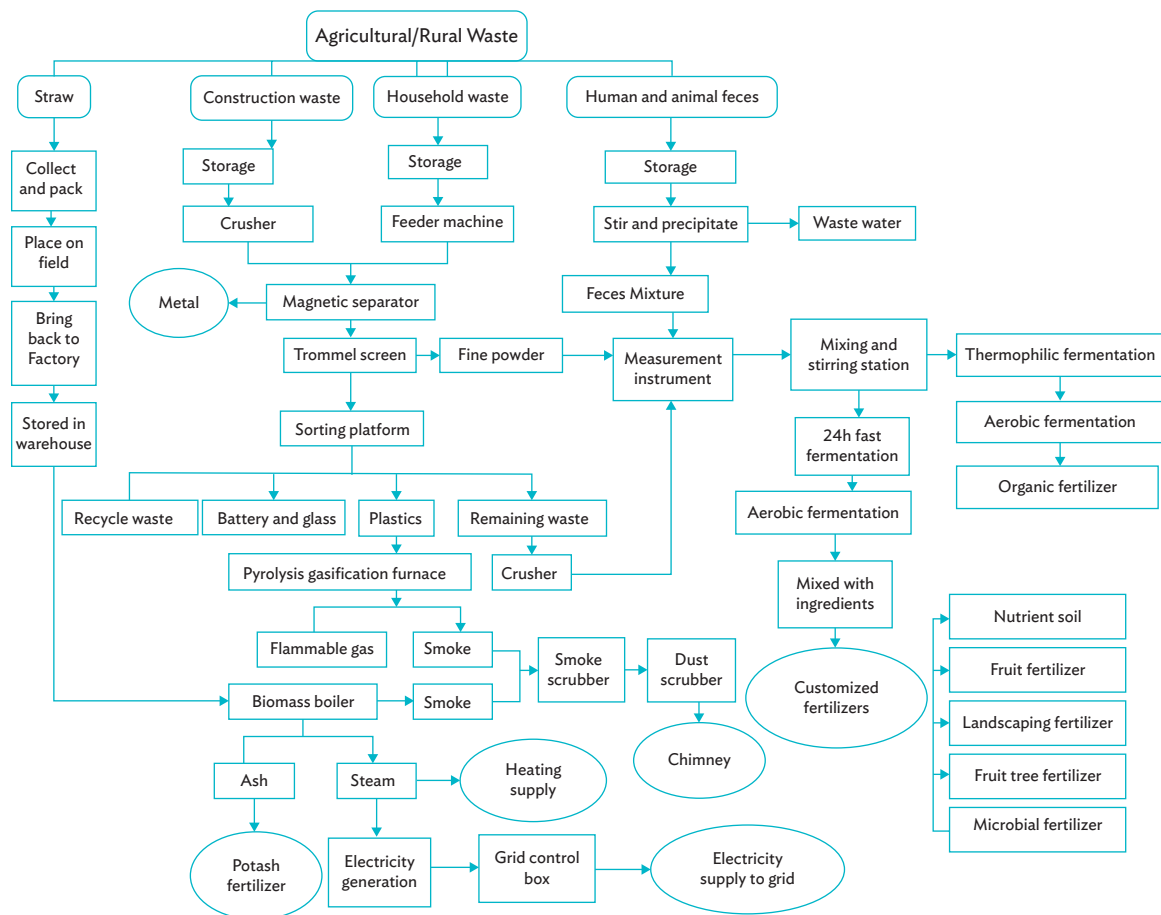 Agricultural/Rural Waste
Straw
Construction waste
Household waste
Human and animal feces
Collect
and pack
Storage
Storage
Storage
Place on
field
Crusher
Feeder machine
Stir and precipitate
Waste water
Bring
back to
Factory
Metal
Magnetic separator
Feces Mixture
Trommel screen
Fine powder
Measurement
instrument
Mixing and
stirring station
Thermophilic fermentation
Stored in
warehouse
Sorting platform
24h fast
fermentation
Aerobic fermentation
Organic fertilizer
Recycle waste
Battery and glass
Plastics
Remaining waste
Aerobic fermentation
Pyrolysis gasification furnace
Crusher
Mixed with
ingredients
Flammable gas
Smoke
Smoke
scrubber
Dust
scrubber
Nutrient soil
Fruit fertilizer
Biomass boiler
Smoke
Customized
fertilizers
Landscaping fertilizer
Chimney
Ash
Steam
Heating
supply
Fruit tree fertilizer
Microbial fertilizer
Potash
fertilizer
Electricity
generation
Grid control
box
Electricity
supply to grid